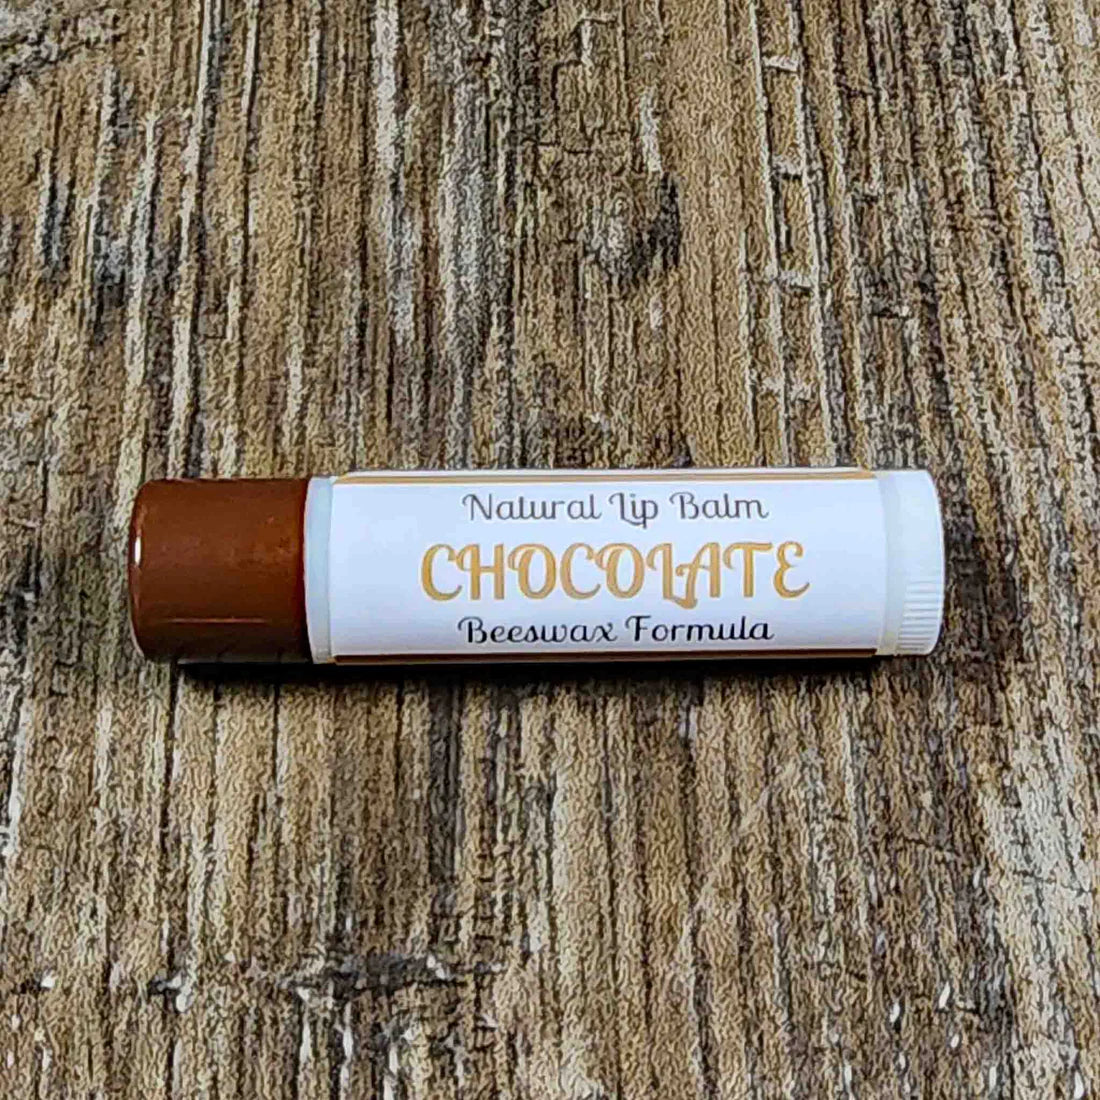 Natural Lip Balm
CHOCOLATE
Beeswax Formula